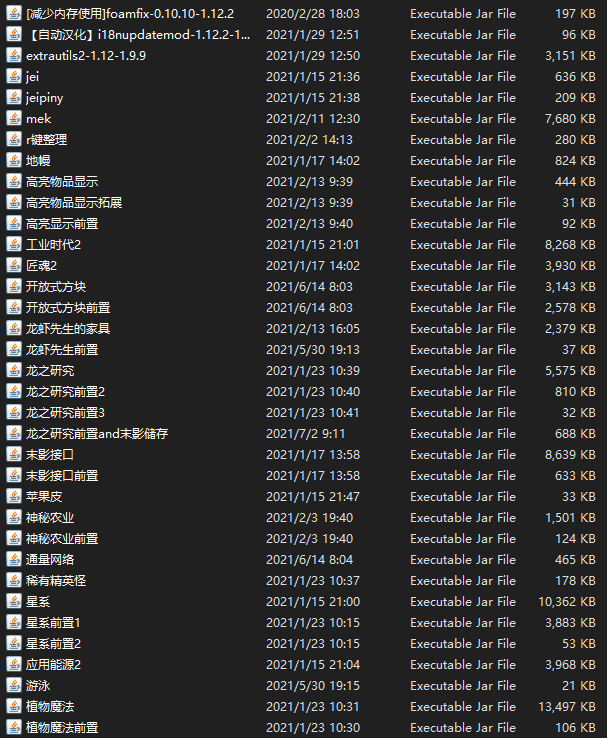 [减少内存使用]foamfix-0.10.10-1.12.2 2020/2/28 18:03 Executable Jar File 197 KB
【自动汉化】i18nupdatemod-1.12.2-1... 2021/1/29 12:51 Executable Jar File 96 KB
extrautils2-1.12-1.9.9 2021/1/29 12:50 Executable Jar File 3,151 KB
jei 2021/1/15 21:36 Executable Jar File 636 KB
jeipiny 2021/1/15 21:38 Executable Jar File 209 KB
mek 2021/2/11 12:30 Executable Jar File 7,680 KB
r键整理 2021/2/2 14:13 Executable Jar File 280 KB
地幔 2021/1/17 14:02 Executable Jar File 824 KB
高亮物品显示 2021/2/13 9:39 Executable Jar File 444 KB
高亮物品显示拓展 2021/2/13 9:39 Executable Jar File 31 KB
高亮显示前置 2021/2/13 9:40 Executable Jar File 92 KB
工业时代2 2021/1/15 21:01 Executable Jar File 8,268 KB
匠魂2 2021/1/17 14:02 Executable Jar File 3,930 KB
开放式方块 2021/6/14 8:03 Executable Jar File 3,143 KB
开放式方块前置 2021/6/14 8:03 Executable Jar File 2,578 KB
龙虾先生的家具 2021/2/13 16:05 Executable Jar File 2,379 KB
龙虾先生前置 2021/5/30 19:13 Executable Jar File 37 KB
龙之研究 2021/1/23 10:39 Executable Jar File 5,575 KB
龙之研究前置2 2021/1/23 10:40 Executable Jar File 810 KB
龙之研究前置3 2021/1/23 10:41 Executable Jar File 32 KB
龙之研究前置and末影储存 2021/7/2 9:11 Executable Jar File 688 KB
末影接口 2021/1/17 13:58 Executable Jar File 8,639 KB
末影接口前置 2021/1/17 13:58 Executable Jar File 633 KB
苹果皮 2021/1/15 21:47 Executable Jar File 33 KB
神秘农业 2021/2/3 19:40 Executable Jar File 1,501 KB
神秘农业前置 2021/2/3 19:40 Executable Jar File 124 KB
通量网络 2021/6/14 8:04 Executable Jar File 465 KB
稀有精英怪 2021/1/23 10:37 Executable Jar File 178 KB
星系 2021/1/15 21:00 Executable Jar File 10,362 KB
星系前置1 2021/1/23 10:15 Executable Jar File 3,883 KB
星系前置2 2021/1/23 10:15 Executable Jar File 53 KB
应用能源2 2021/1/15 21:04 Executable Jar File 3,968 KB
游泳 2021/5/30 19:15 Executable Jar File 21 KB
植物魔法 2021/1/23 10:31 Executable Jar File 13,497 KB
植物魔法前置 2021/1/23 10:30 Executable Jar File 106 KB